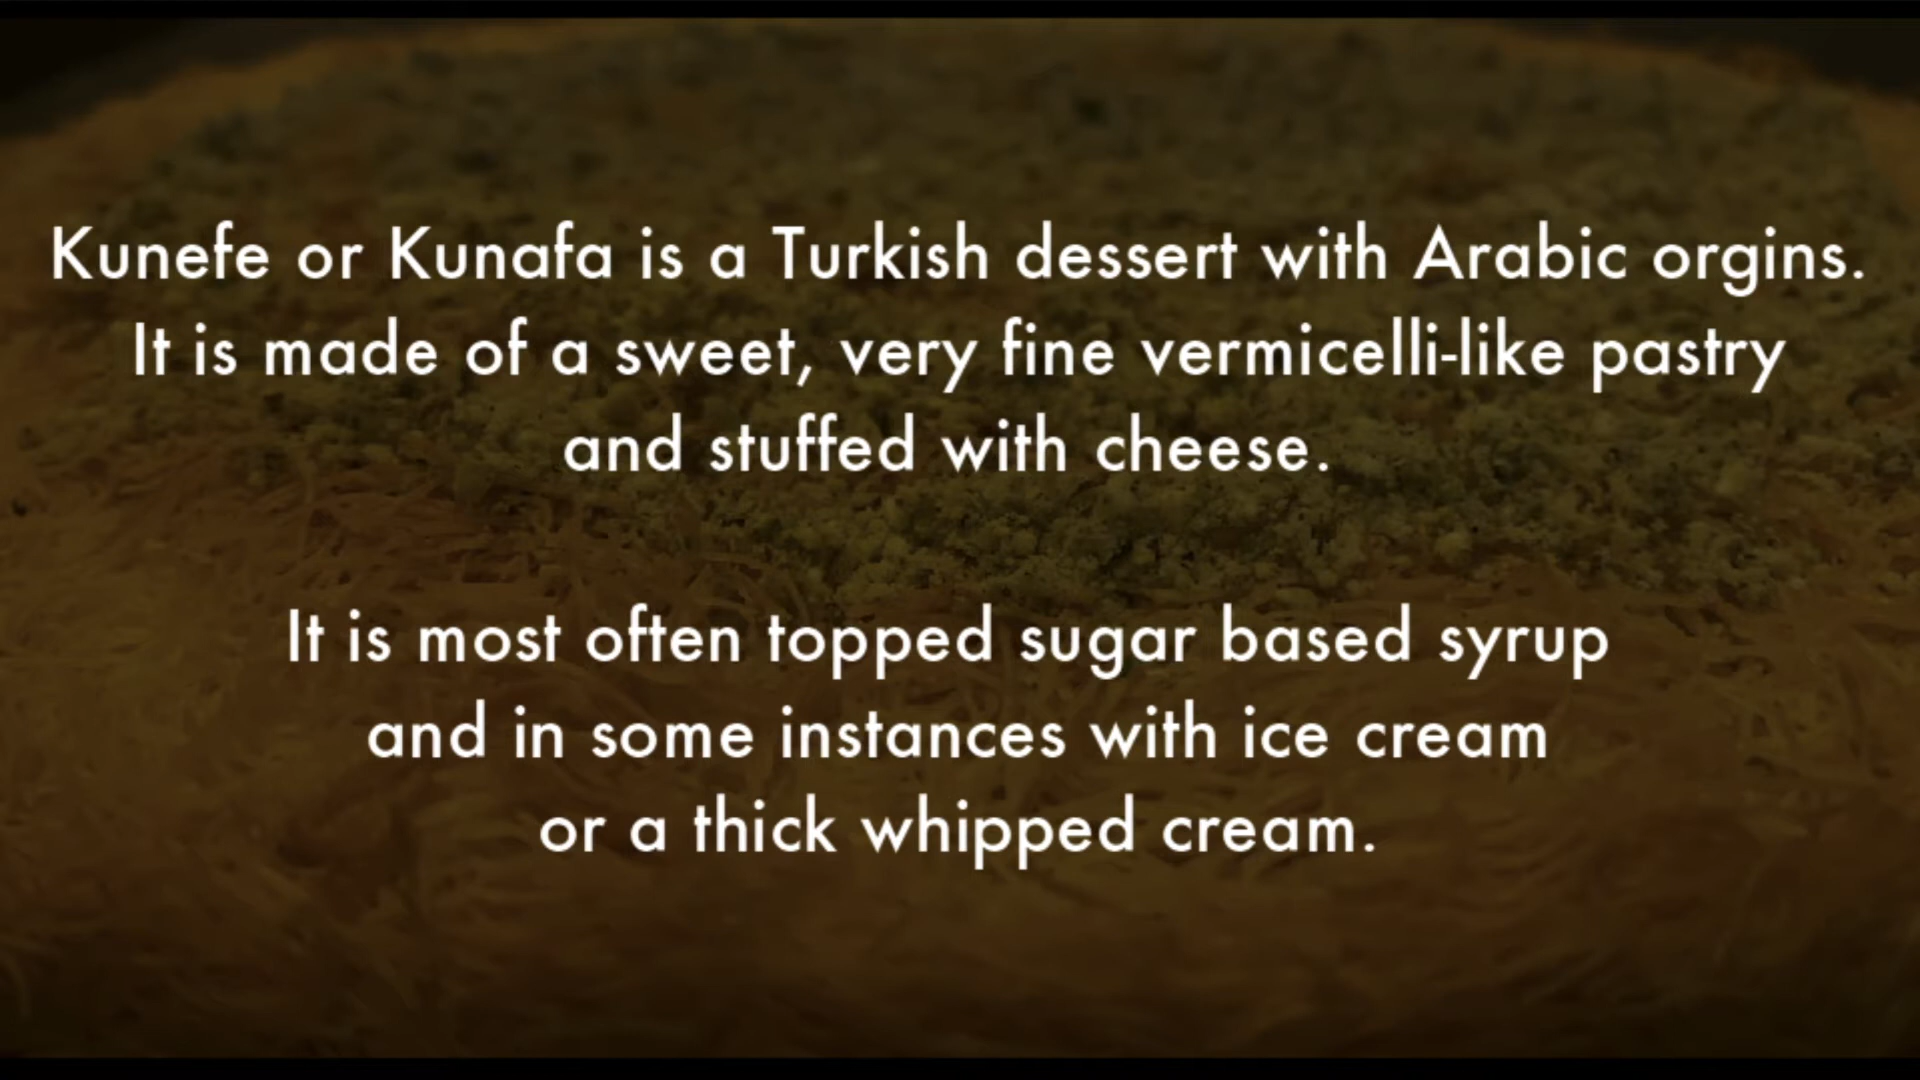 Kunefe or Kunafa is a Turkish dessert with Arabic orgins.
It is made of a sweet, very fine vermicelli-like pastry
and stuffed with cheese.
It is most often topped sugar based syrup
and in some instances with ice cream
or a thick whipped cream.